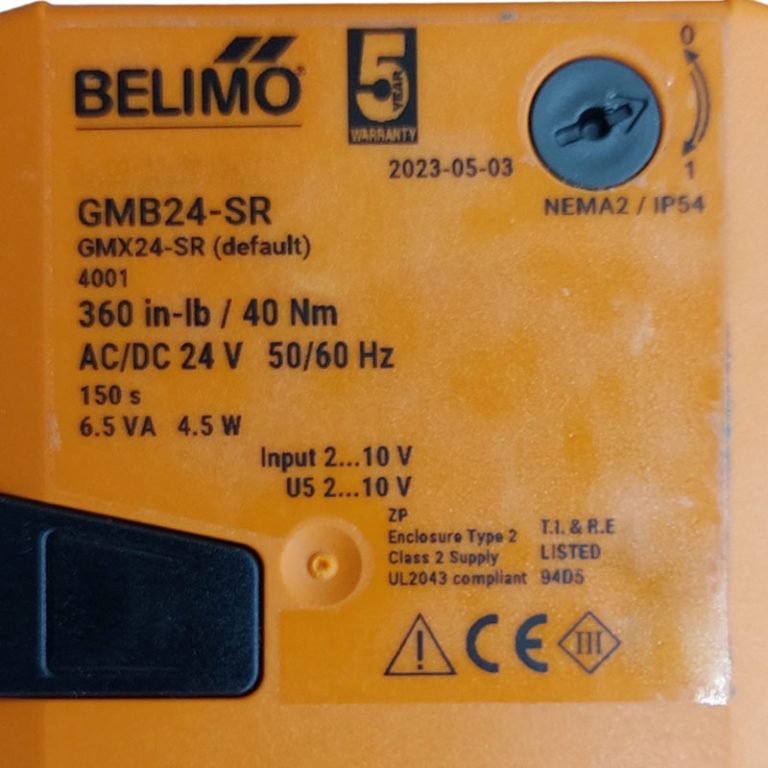 BELIMO
5
YEAR
WARRANTY
0
1
2023-05-03
NEMA2 / IP54
GMB24-SR
GMX24-SR (default)
4001
360 in-lb / 40 Nm
AC/DC 24 V 50/60 Hz
150 s
6.5 VA 4.5 W
Input 2...10 V
U5 2...10 V
ZP
Enclosure Type 2
Class 2 Supply
UL2043 compliant
T.I. & R.E
LISTED
94D5
CE
III